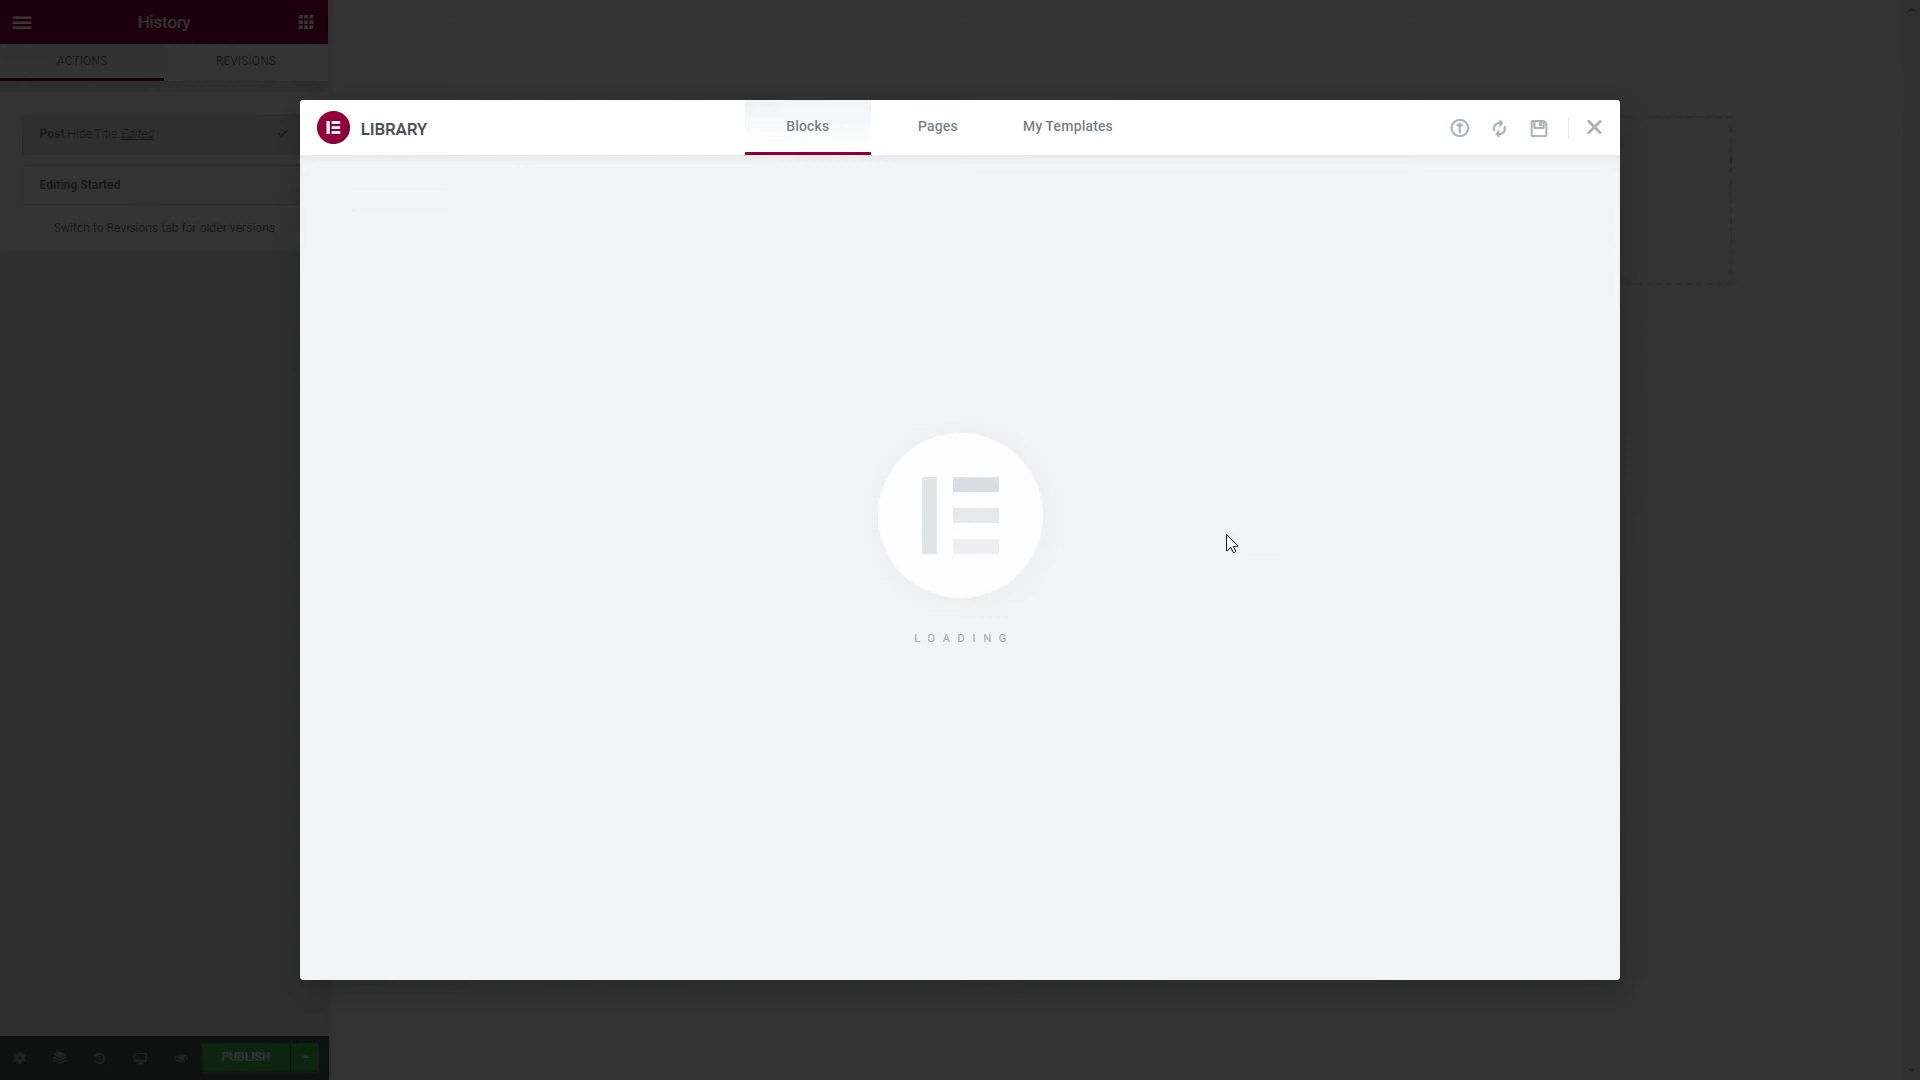 History
ACTIONS
REVISIONS
Post Hide Title Edited
Editing Started
Switch to Revisions tab for older versions
LIBRARY
Blocks
Pages
My Templates
LOADING
PUBLISH